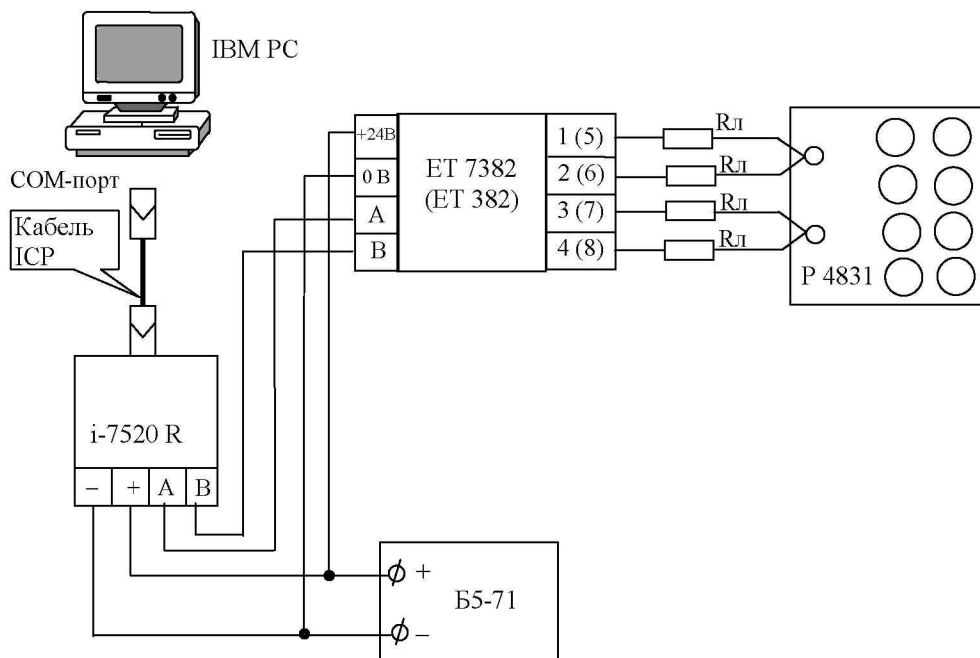 IBM PC
COM-порт
Кабель
ICP
i-7520 R
–
+
A
B
+24В
0 В
A
B
ET 7382
(ET 382)
1 (5)
2 (6)
3 (7)
4 (8)
Rл
Rл
Rл
Rл
Р 4831
Б5-71
+
–